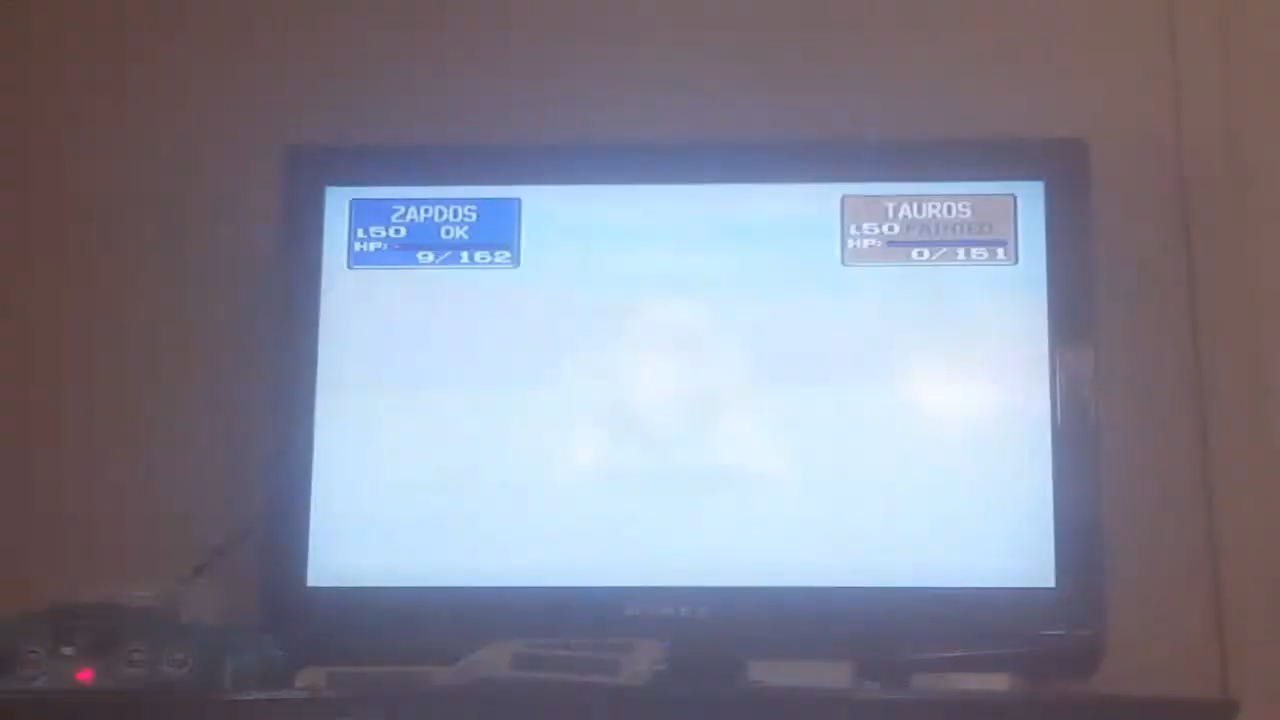 ZAPDOS
L50 OK
HP:
9/162
TAUROS
L50 FAINTED
HP:
0/151